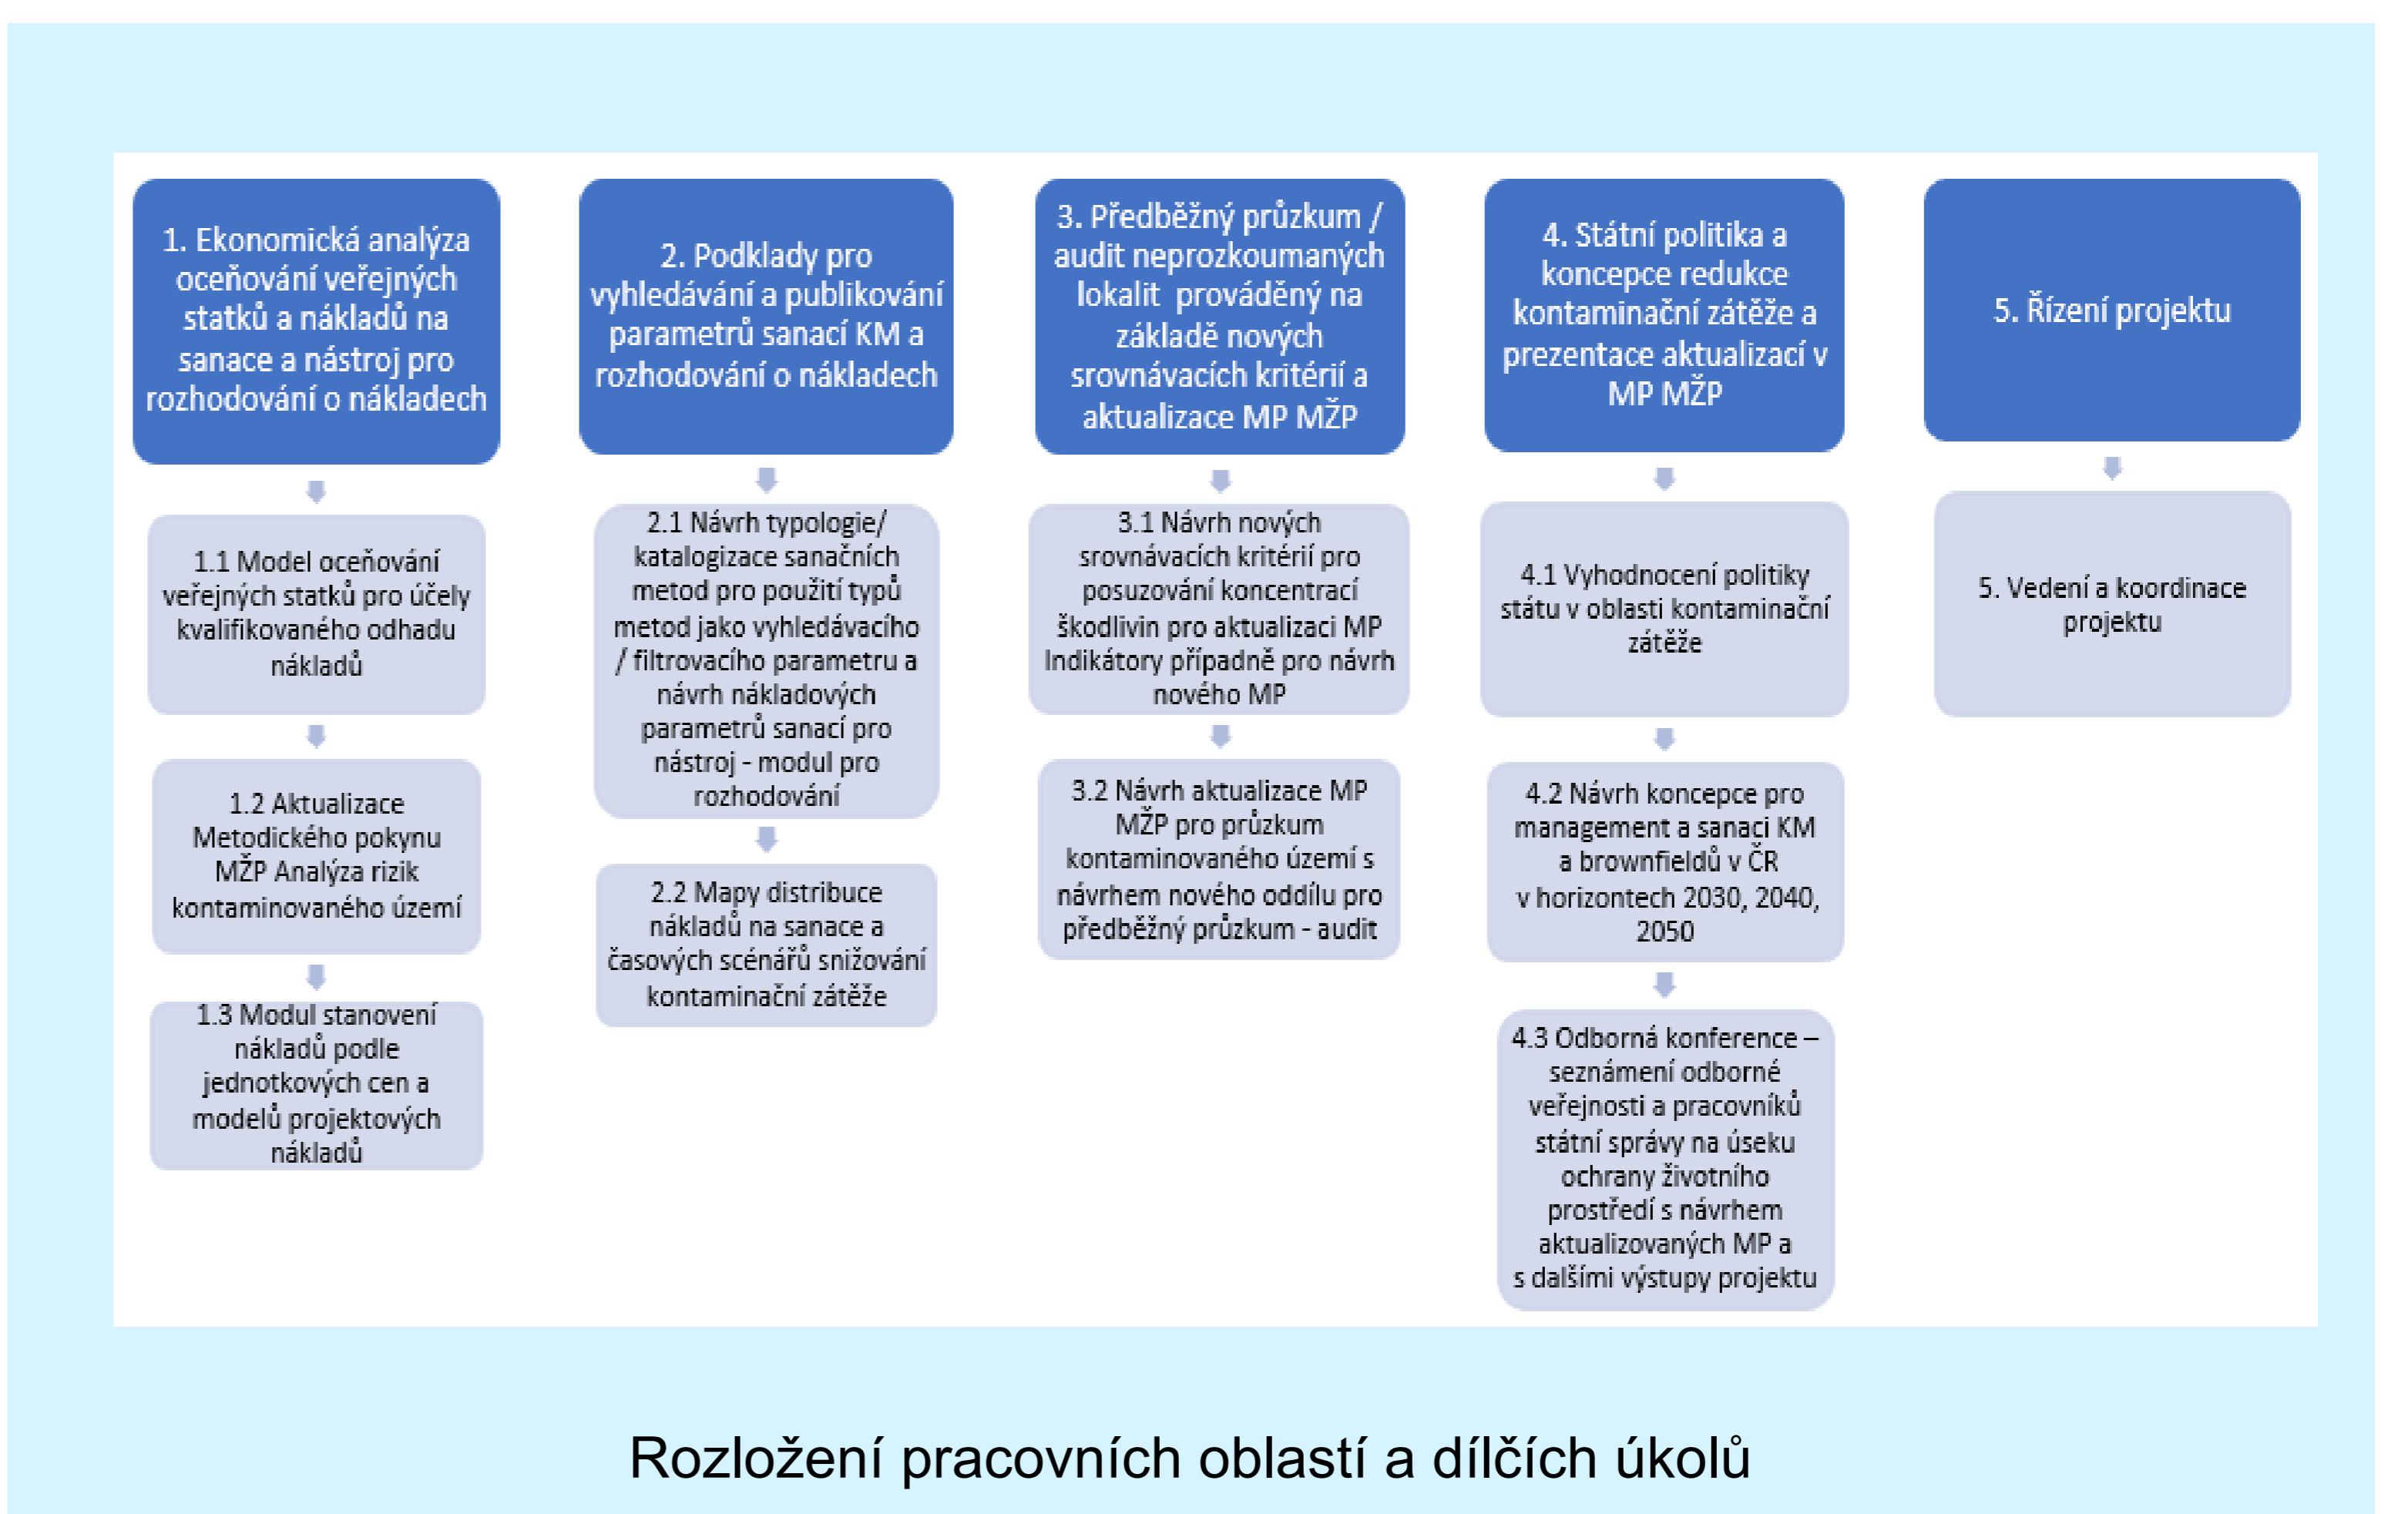 1. Ekonomická analýza
oceňování veřejných
statků a nákladů na
sanace a nástroj pro
rozhodování o nákladech
1.1 Model oceňování
veřejných statků pro účely
kvalifikovaného odhadu
nákladů
1.2 Aktualizace
Metodického pokynu
MŽP Analýza rizik
kontaminovaného území
1.3 Modul stanovení
nákladů podle
jednotkových cen a
modelů projektových
nákladů
2. Podklady pro
vyhledávání a publikování
parametrů sanací KM a
rozhodování o nákladech
2.1 Návrh typologie/
katalogizace sanačních
metod pro použití typů
metod jako vyhledávacího
/ filtrovacího parametru a
návrh nákladových
parametrů sanací pro
nástroj - modul pro
rozhodování
2.2 Mapy distribuce
nákladů na sanace a
časových scénářů snižování
kontaminační zátěže
3. Předběžný průzkum /
audit neprozkoumaných
lokalit prováděný na
základě nových
srovnávacích kritérií a
aktualizace MP MŽP
3.1 Návrh nových
srovnávacích kritérií pro
posuzování koncentrací
škodlivin pro aktualizaci MP
Indikátory případně pro návrh
nového MP
3.2 Návrh aktualizace MP
MŽP pro průzkum
kontaminovaného území s
návrhem nového oddílu pro
předběžný průzkum - audit
4. Státní politika a
koncepce redukce
kontaminační zátěže a
prezentace aktualizací v
MP MŽP
4.1 Vyhodnocení politiky
státu v oblasti kontaminační
zátěže
4.2 Návrh koncepce pro
management a sanaci KM
a brownfieldů v ČR
v horizontech 2030, 2040,
2050
4.3 Odborná konference –
seznámení odborné
veřejnosti a pracovníků
státní správy na úseku
ochrany životního
prostředí s návrhem
aktualizovaných MP a
s dalšími výstupy projektu
5. Řízení projektu
5. Vedení a koordinace
projektu
Rozložení pracovních oblastí a dílčích úkolů